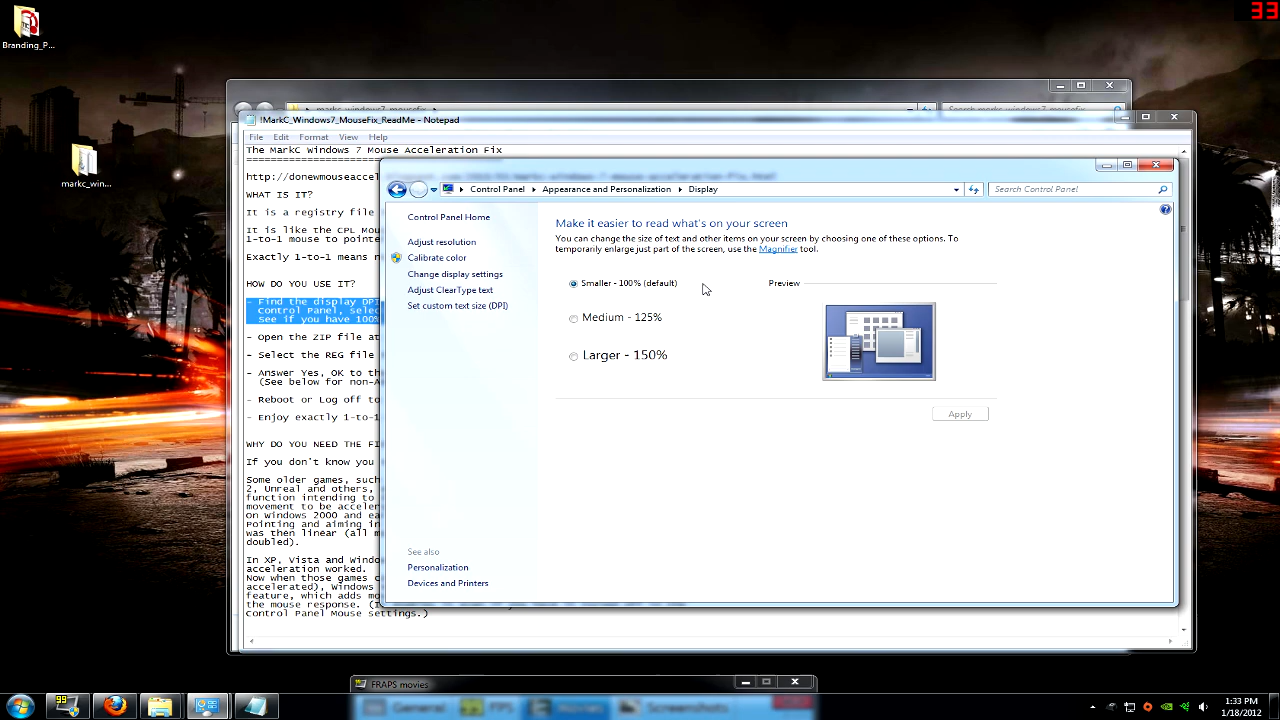 Branding_P...
33
markc_win...
marks_windows7_mousefix
Search marks_windows7_mousefix
!MarkC_Windows7_MouseFix_ReadMe - Notepad
File Edit Format View Help
The MarkC Windows 7 Mouse Acceleration Fix
http://donewmouseaccel
WHAT IS IT?
It is a registry file
It is like the CPL Mou
1-to-1 mouse to pointe
Exactly 1-to-1 means n
HOW DO YOU USE IT?
- Find the display DPI
Control Panel, selec
see if you have 100%
- Open the ZIP file at
- Select the REG file
- Answer Yes, OK to th
(See below for non-A
- Reboot or Log off to
- Enjoy exactly 1-to-1
WHY DO YOU NEED THE FI
If you don't know you
Some older games, such
2, Unreal and others,
function intending to
movement to be acceler
on Windows 2000 and ea
Pointing and aiming in
was then linear (all m
doubled).
In XP, Vista and Windo
acceleration worked.
Now when those games c
accelerated), Windows
feature, which adds mo
the mouse response. (I
Control Panel Mouse settings.)
Control Panel Appearance and Personalization Display
Search Control Panel
Control Panel Home
Adjust resolution
Calibrate color
Change display settings
Adjust ClearType text
Set custom text size (DPI)
See also
Personalization
Devices and Printers
Make it easier to read what's on your screen
You can change the size of text and other items on your screen by choosing one of these options. To
temporarily enlarge just part of the screen, use the Magnifier tool.
Smaller - 100% (default)
Preview
Medium - 125%
Larger - 150%
Apply
FRAPS movies
General FPS Movies Screenshots
99
1:33 PM
1/18/2012